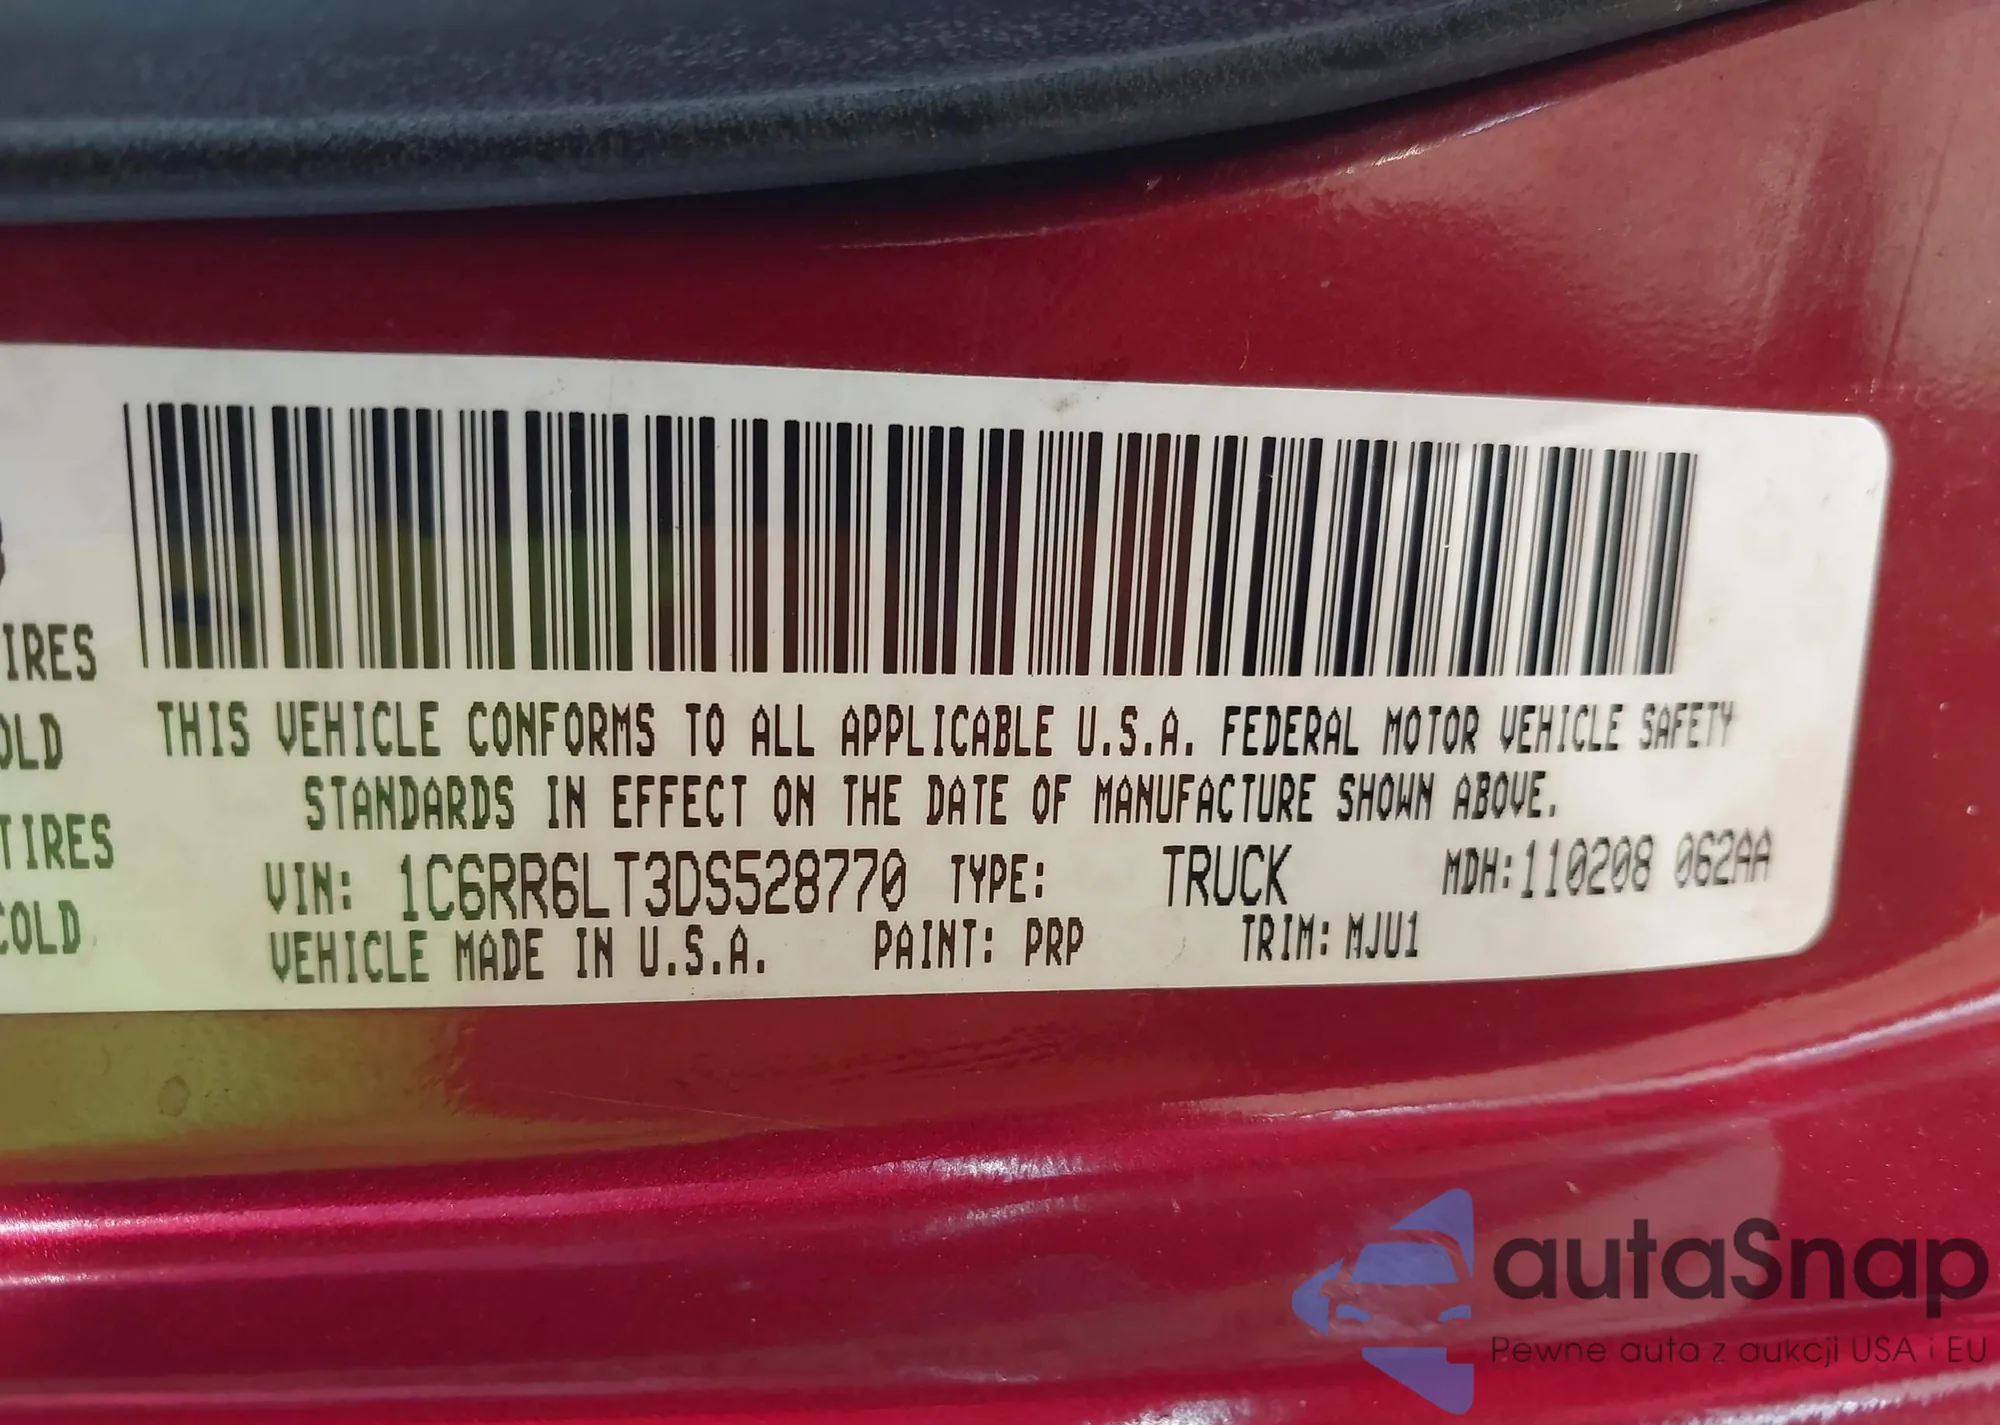 IRES
OLD
TIRES
COLD
THIS VEHICLE CONFORMS TO ALL APPLICABLE U.S.A. FEDERAL MOTOR VEHICLE SAFETY
STANDARDS IN EFFECT ON THE DATE OF MANUFACTURE SHOWN ABOVE.
VIN: 1C6RR6LT3DS528770 TYPE: TRUCK MDH:110208 062AA
VEHICLE MADE IN U.S.A. PAINT: PRP TRIM: MJU1
autaSnap
Pewne auta z aukcji USA i EU